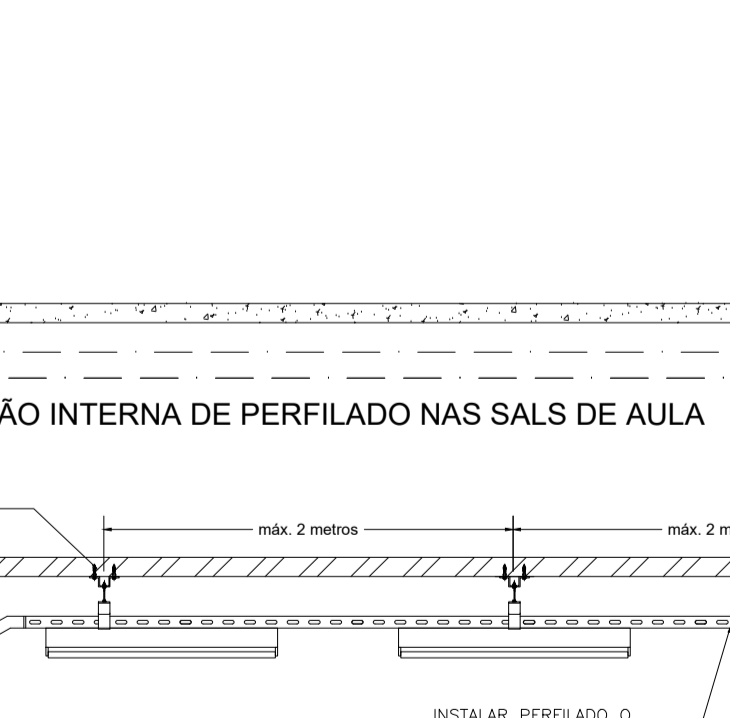 ÃO INTERNA DE PERFILADO NAS SALS DE AULA
máx. 2 metros
máx. 2 m
INSTALAR PERFILADO O